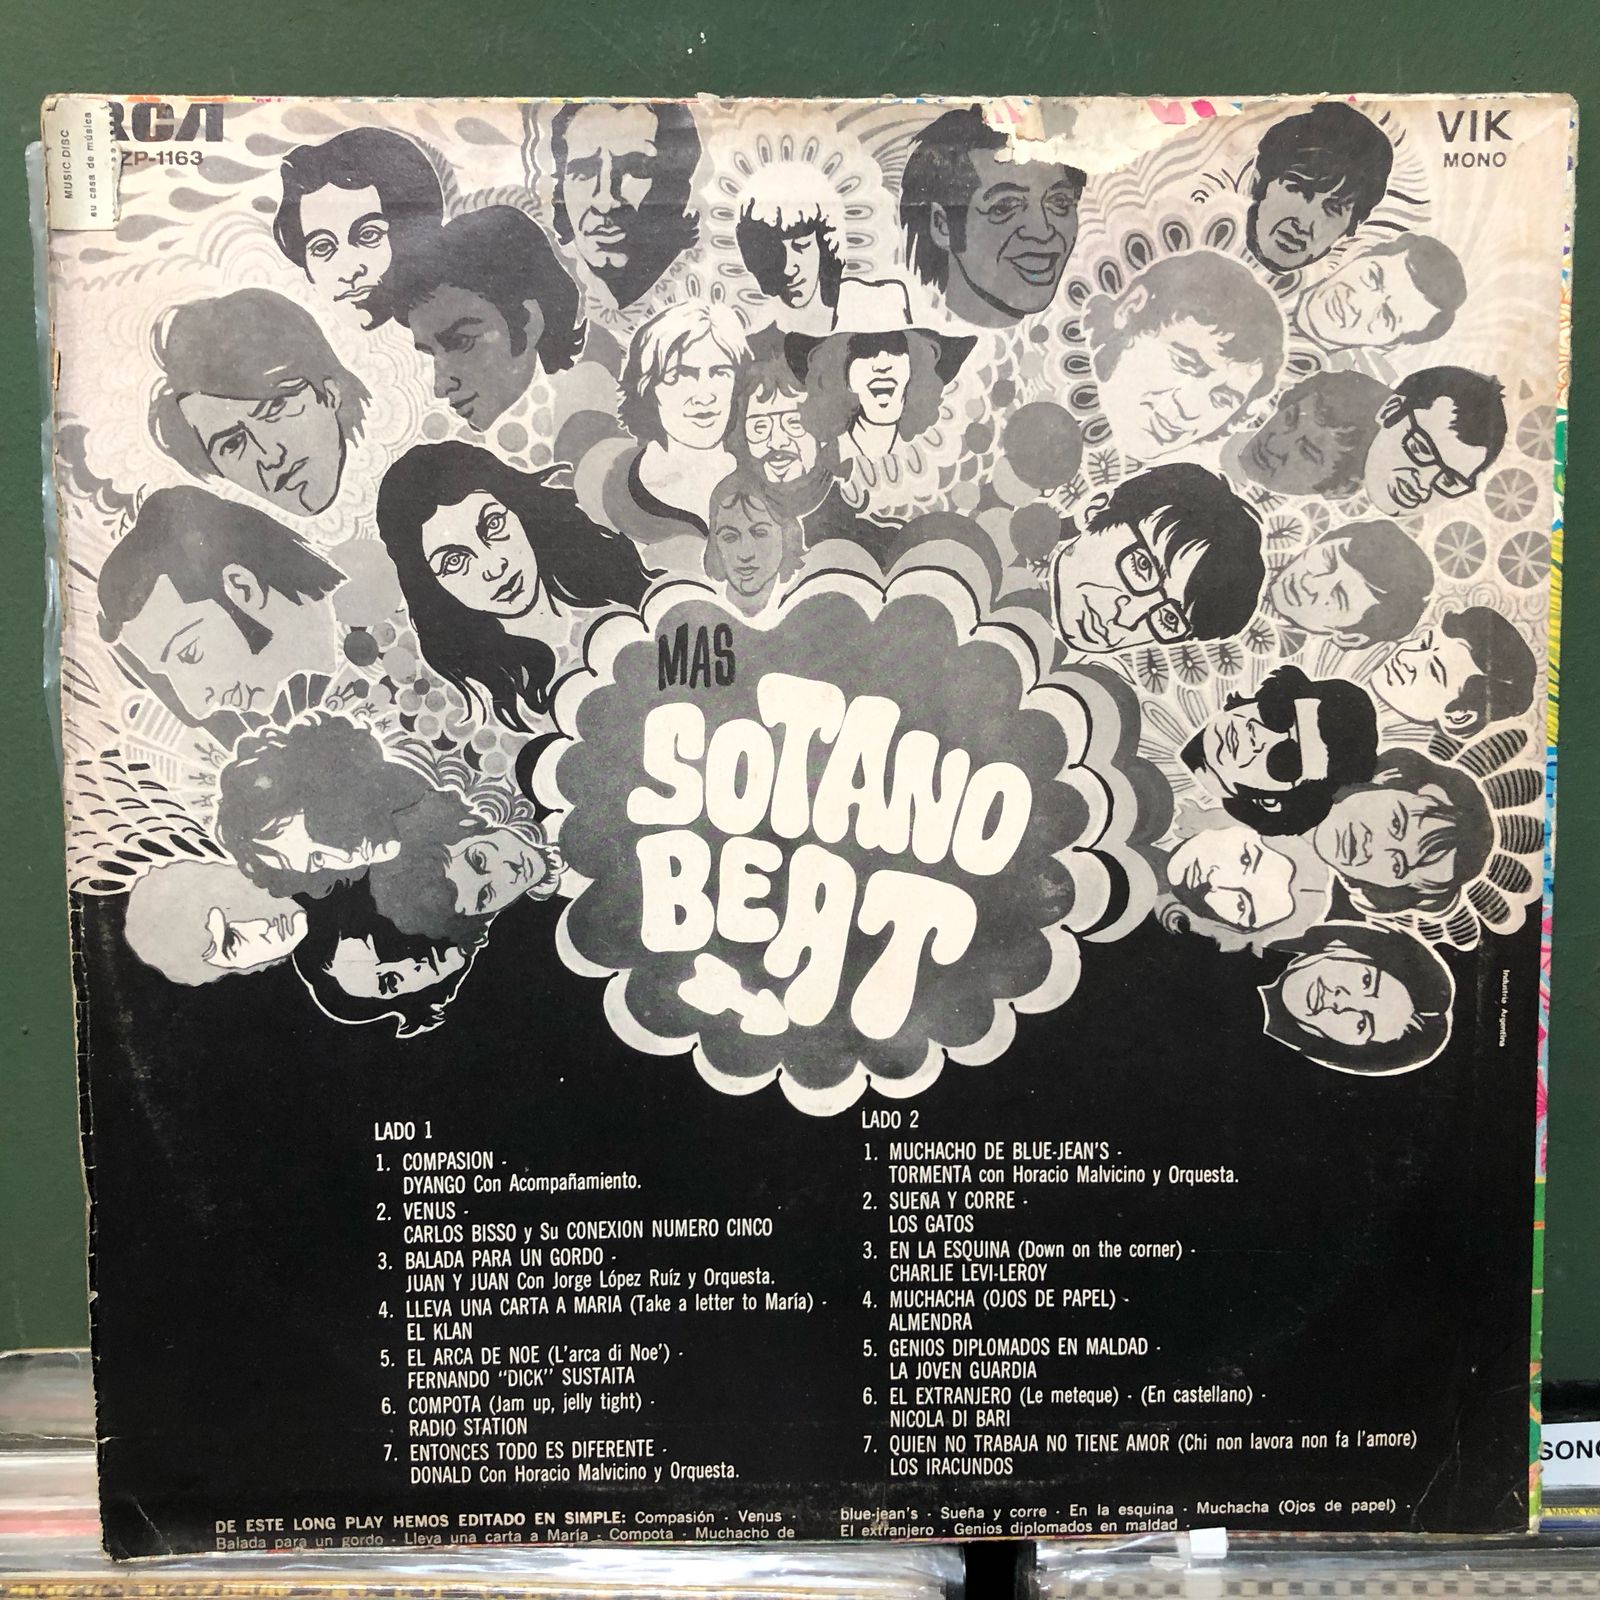 RCA
ZP-1163
MUSIC DISC
su casa de música
VIK
MONO
MAS
SOTANO
BEAT
Industria Argentina
LADO 1
1. COMPASION -
DYANGO Con Acompañamiento.
2. VENUS -
CARLOS BISSO y Su CONEXION NUMERO CINCO
3. BALADA PARA UN GORDO -
JUAN Y JUAN Con Jorge López Ruíz y Orquesta.
4. LLEVA UNA CARTA A MARIA (Take a letter to María) -
EL KLAN
5. EL ARCA DE NOE (L'arca di Noe') -
FERNANDO "DICK" SUSTAITA
6. COMPOTA (Jam up, jelly tight) -
RADIO STATION
7. ENTONCES TODO ES DIFERENTE -
DONALD Con Horacio Malvicino y Orquesta.
LADO 2
1. MUCHACHO DE BLUE-JEAN'S -
TORMENTA con Horacio Malvicino y Orquesta.
2. SUEÑA Y CORRE -
LOS GATOS
3. EN LA ESQUINA (Down on the corner) -
CHARLIE LEVI-LEROY
4. MUCHACHA (OJOS DE PAPEL) -
ALMENDRA
5. GENIOS DIPLOMADOS EN MALDAD -
LA JOVEN GUARDIA
6. EL EXTRANJERO (Le meteque) - (En castellano) -
NICOLA DI BARI
7. QUIEN NO TRABAJA NO TIENE AMOR (Chi non lavora non fa l'amore)
LOS IRACUNDOS
DE ESTE LONG PLAY HEMOS EDITADO EN SIMPLE: Compasión - Venus -
Balada para un gordo - Lleva una carta a María - Compota - Muchacho de
blue-jean's - Sueña y corre - En la esquina - Muchacha (Ojos de papel) -
El extranjero - Genios diplomados en maldad -
SONG